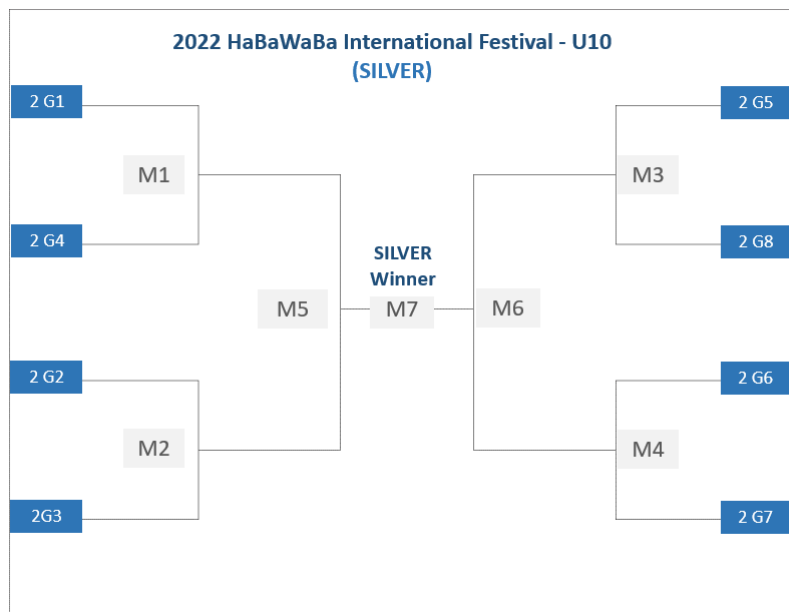 2022 HaBaWaBa International Festival - U10
(SILVER)
2 G1
2 G5
M1
M3
2 G4
2 G8
SILVER
Winner
M5
M7
M6
2 G2
2 G6
M2
M4
2G3
2 G7